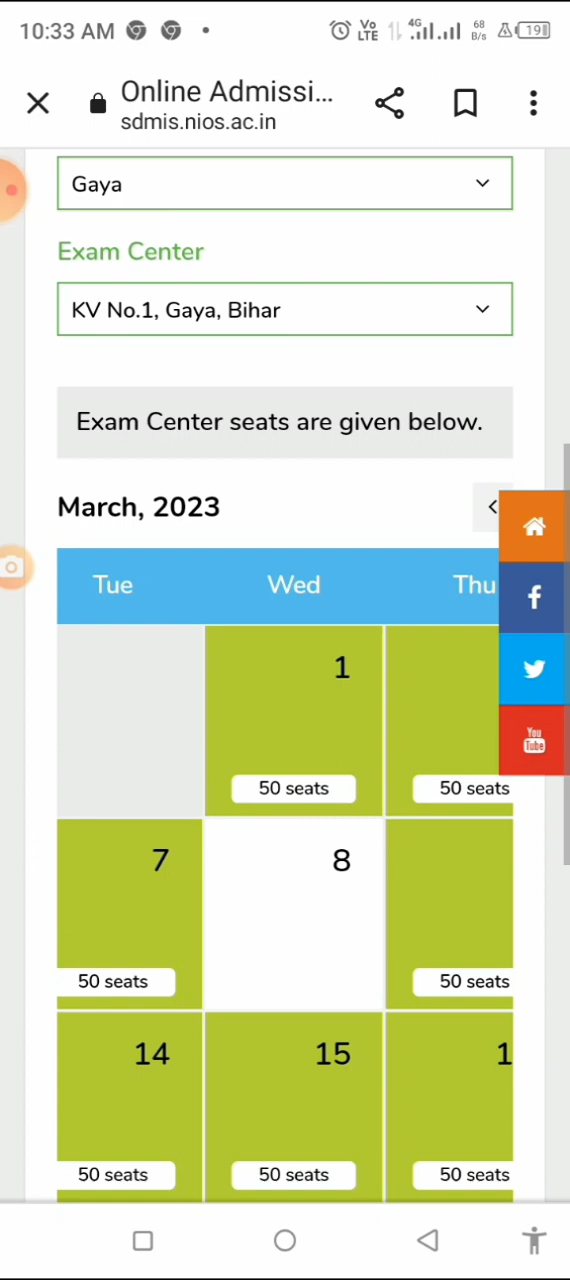 10:33 AM
Vo LTE 4G 68 B/s 19
Online Admissi...
sdmis.nios.ac.in
Gaya
Exam Center
KV No.1, Gaya, Bihar
Exam Center seats are given below.
March, 2023
Tue Wed Thu
1
50 seats 50 seats
7 8
50 seats 50 seats
14 15 1
50 seats 50 seats 50 seats
f
You Tube